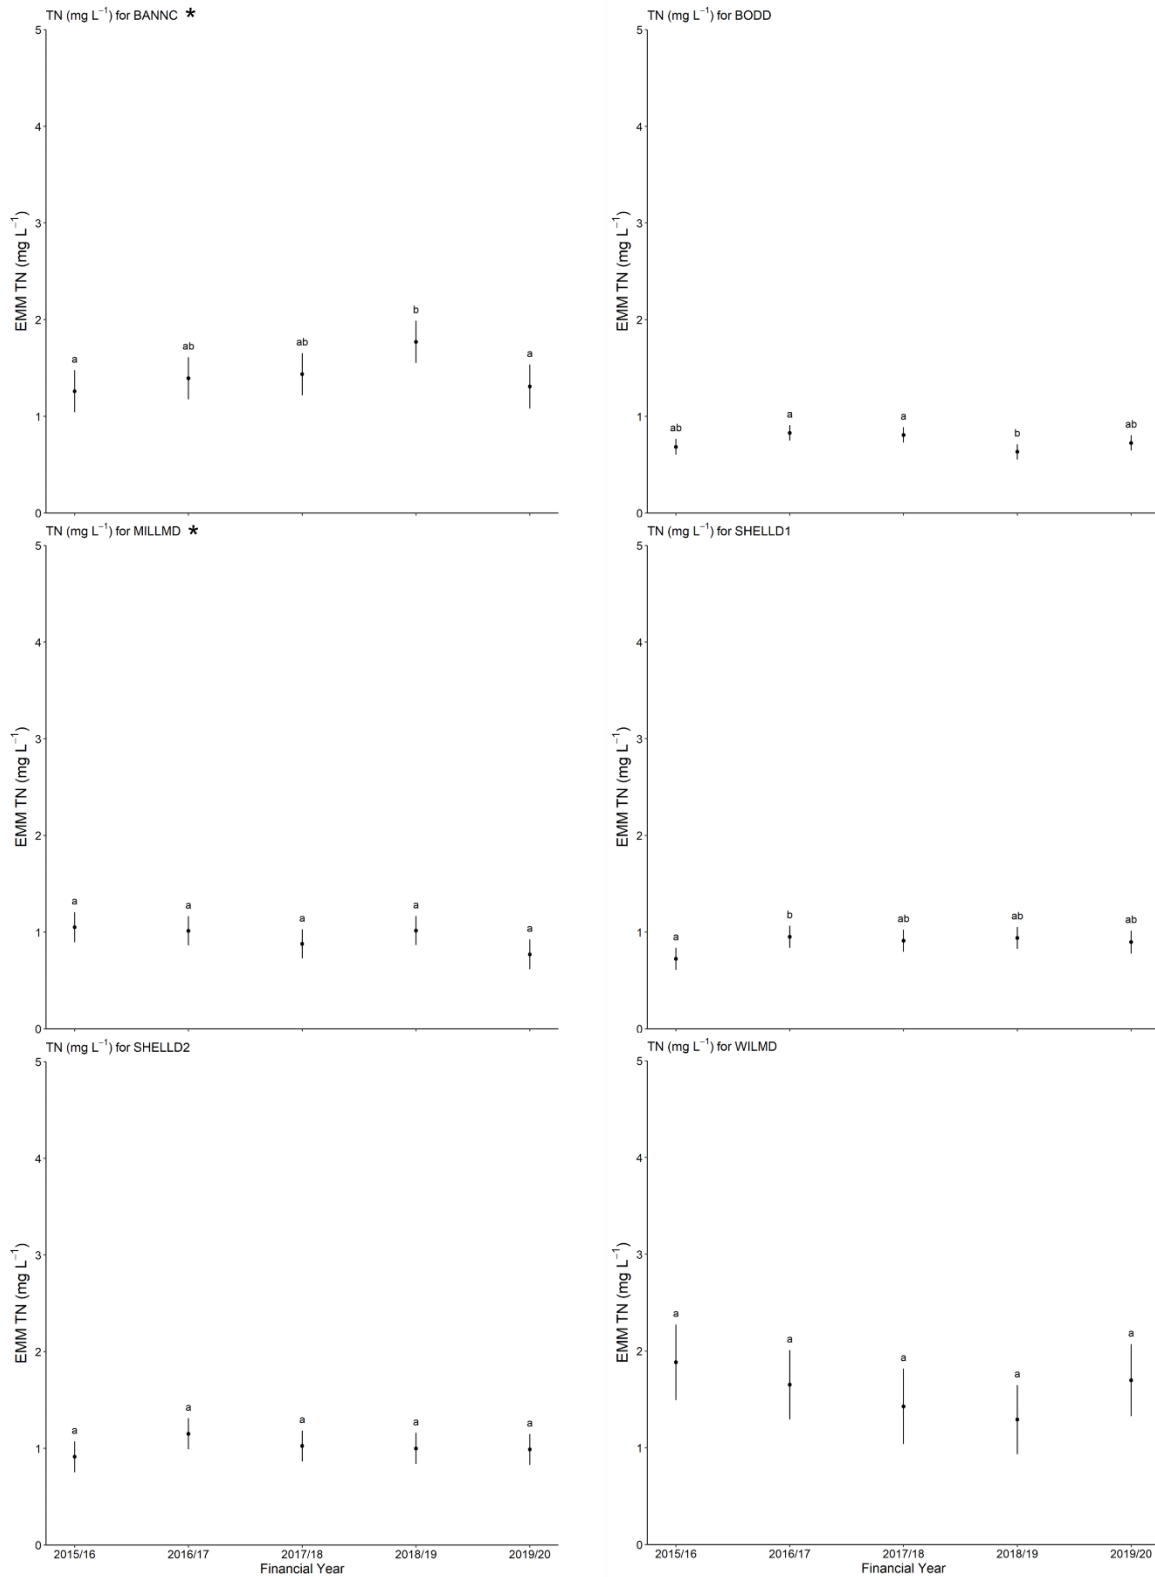 TN (mg L⁻¹) for BANNC *
5
4
3
2
1
0
EMM TN (mg L⁻¹)
a
ab
ab
b
a
TN (mg L⁻¹) for BODD
5
4
3
2
1
0
EMM TN (mg L⁻¹)
ab
a
a
b
ab
TN (mg L⁻¹) for MILLMD *
5
4
3
2
1
0
EMM TN (mg L⁻¹)
a
a
a
a
a
TN (mg L⁻¹) for SHELLD1
5
4
3
2
1
0
EMM TN (mg L⁻¹)
a
b
ab
ab
ab
TN (mg L⁻¹) for SHELLD2
5
4
3
2
1
0
EMM TN (mg L⁻¹)
a
a
a
a
a
2015/16 2016/17 2017/18 2018/19 2019/20
Financial Year
TN (mg L⁻¹) for WILMD
5
4
3
2
1
0
EMM TN (mg L⁻¹)
a
a
a
a
a
2015/16 2016/17 2017/18 2018/19 2019/20
Financial Year